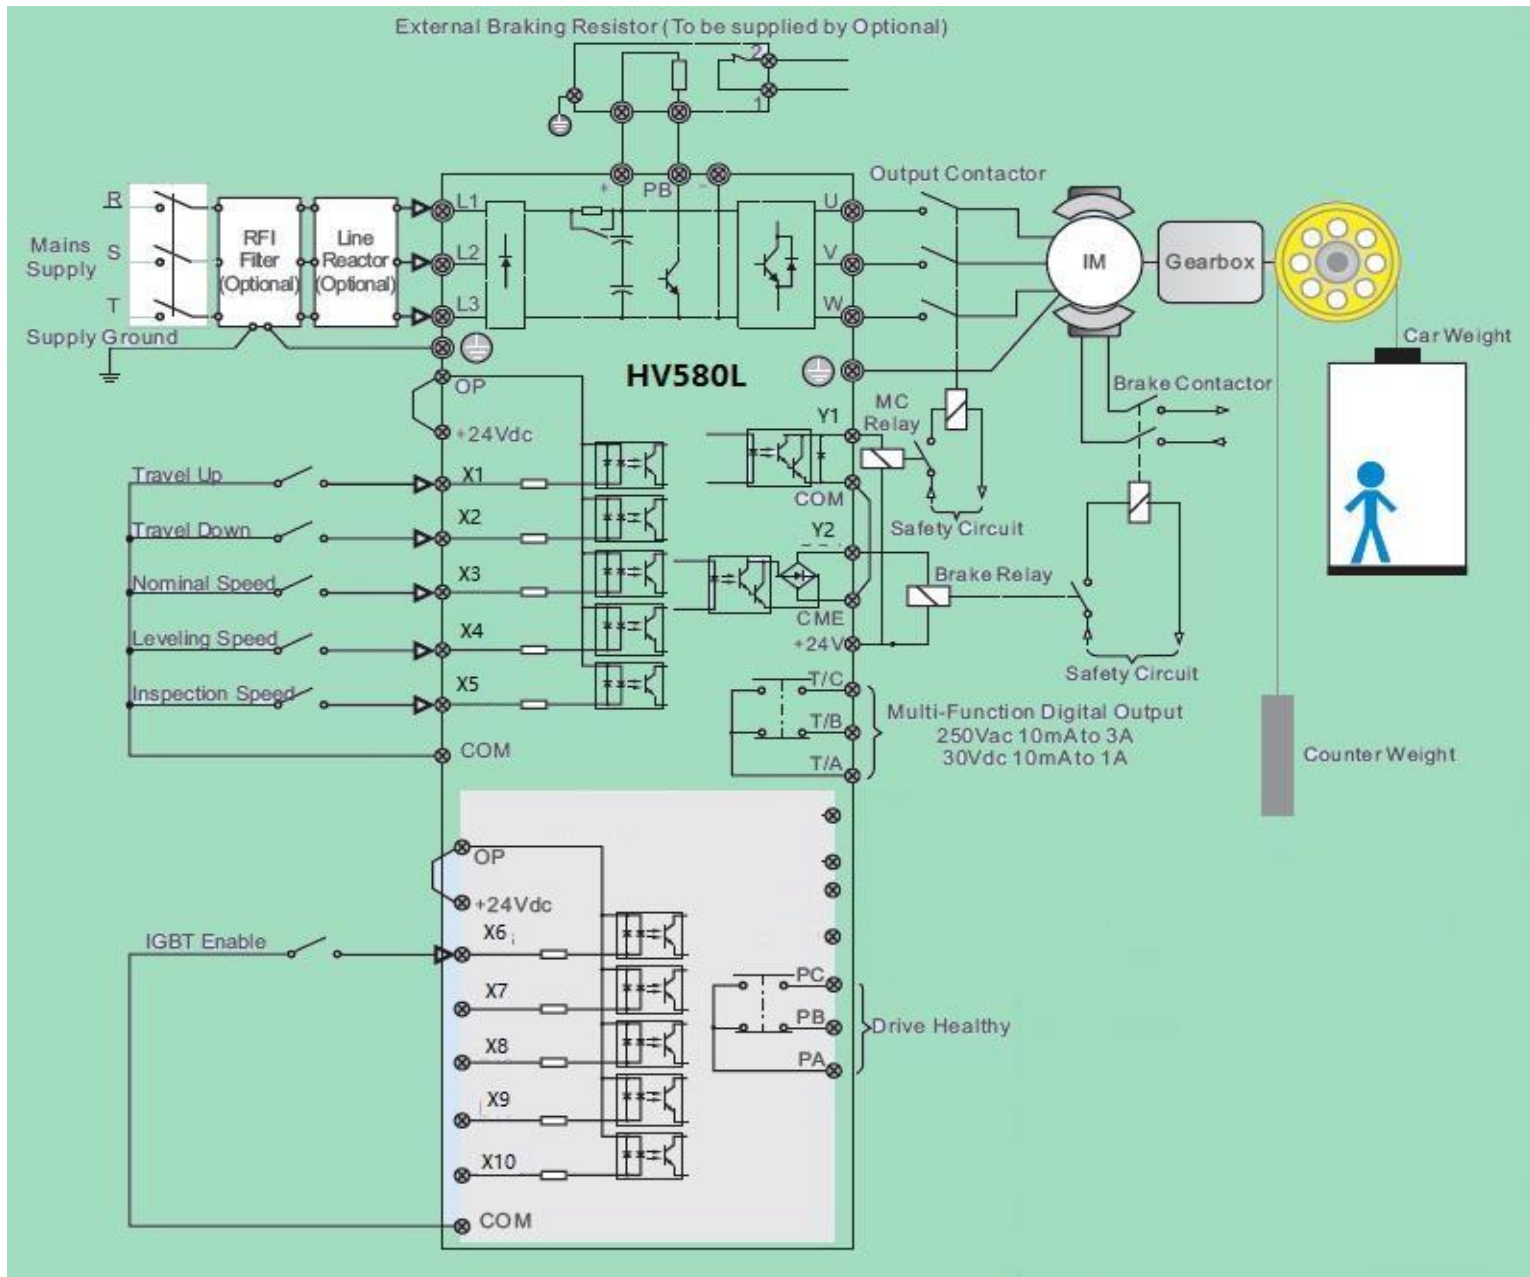 External Braking Resistor (To be supplied by Optional)
2
1
+
PB
-
Output Contactor
R
L1
U
Mains
Supply
S
RFI
Filter
(Optional)
Line
Reactor
(Optional)
L2
V
IM
Gearbox
T
L3
W
Supply Ground
Car Weight
HV580L
OP
MC
Relay
Brake Contactor
Y1
+24Vdc
Travel Up
X1
COM
Safety Circuit
Travel Down
X2
Y2
Nominal Speed
X3
Brake Relay
CME
Leveling Speed
X4
+24V
Safety Circuit
Inspection Speed
X5
T/C
T/B
T/A
Multi-Function Digital Output
250Vac 10mA to 3A
30Vdc 10mA to 1A
COM
Counter Weight
OP
+24Vdc
IGBT Enable
X6
X7
PC
PB
PA
Drive Healthy
X8
X9
X10
COM